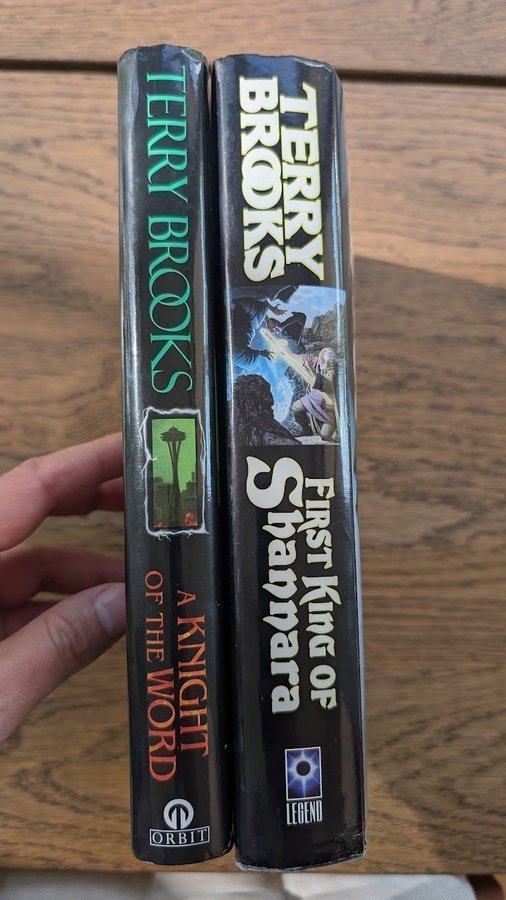 TERRY BROOKS
A KNIGHT
OF THE WORD
ORBIT
TERRY
BROOKS
FIRST KING OF
Shannara
LEGEND